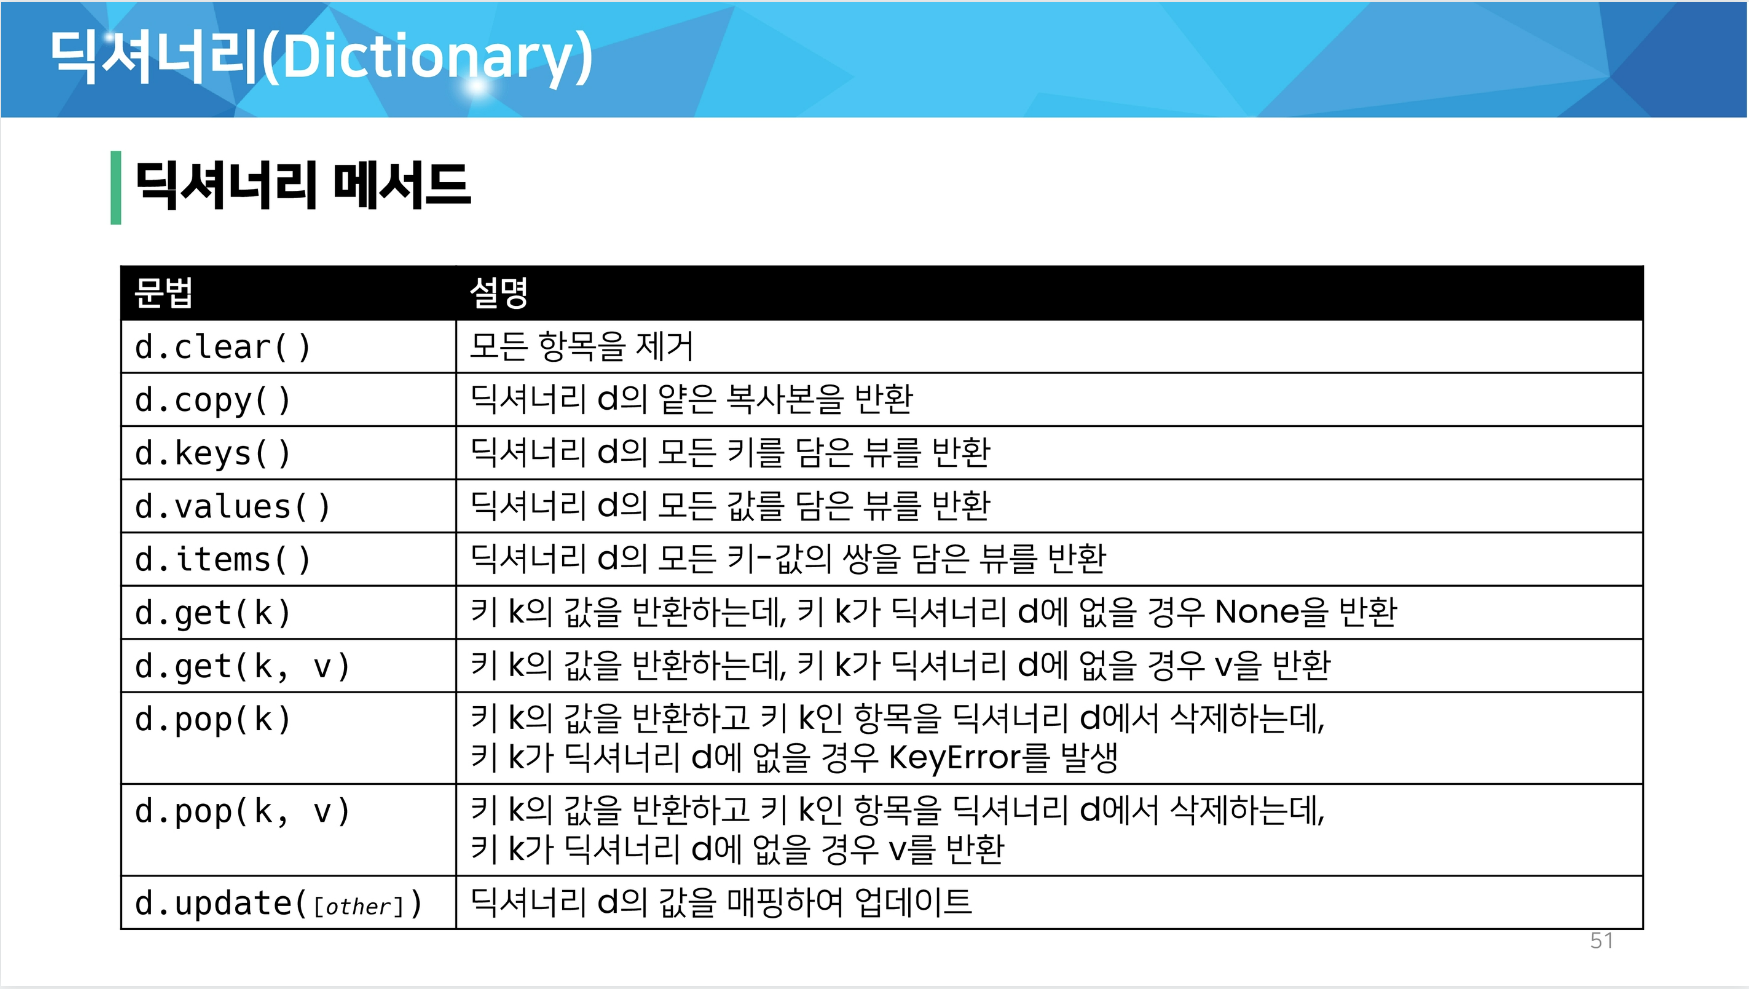 딕셔너리(Dictionary)
딕셔너리 메서드
문법 설명
d.clear() 모든 항목을 제거
d.copy() 딕셔너리 d의 얕은 복사본을 반환
d.keys() 딕셔너리 d의 모든 키를 담은 뷰를 반환
d.values() 딕셔너리 d의 모든 값를 담은 뷰를 반환
d.items() 딕셔너리 d의 모든 키-값의 쌍을 담은 뷰를 반환
d.get(k) 키 k의 값을 반환하는데, 키 k가 딕셔너리 d에 없을 경우 None을 반환
d.get(k, v) 키 k의 값을 반환하는데, 키 k가 딕셔너리 d에 없을 경우 v을 반환
d.pop(k) 키 k의 값을 반환하고 키 k인 항목을 딕셔너리 d에서 삭제하는데,
키 k가 딕셔너리 d에 없을 경우 KeyError를 발생
d.pop(k, v) 키 k의 값을 반환하고 키 k인 항목을 딕셔너리 d에서 삭제하는데,
키 k가 딕셔너리 d에 없을 경우 v를 반환
d.update([other]) 딕셔너리 d의 값을 매핑하여 업데이트
51